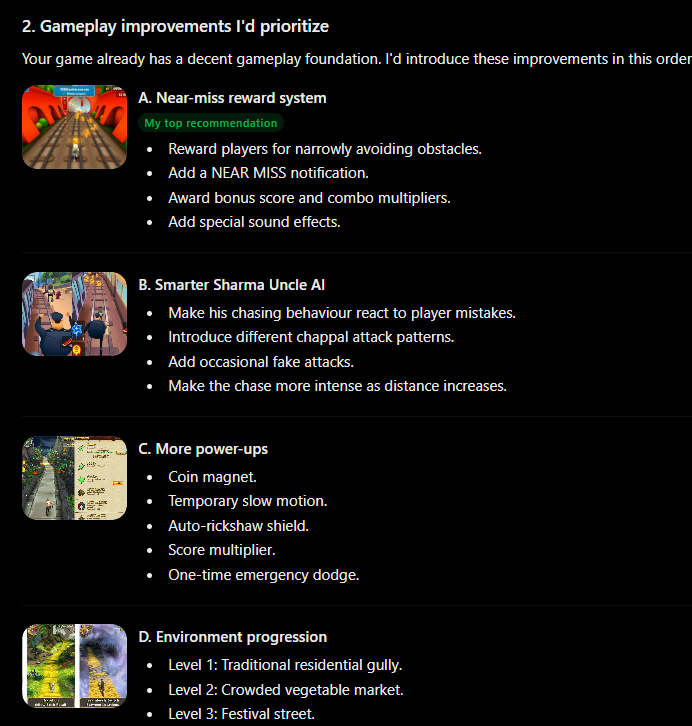 2. Gameplay improvements I'd prioritize
Your game already has a decent gameplay foundation. I'd introduce these improvements in this order
A. Near-miss reward system
My top recommendation
• Reward players for narrowly avoiding obstacles.
• Add a NEAR MISS notification.
• Award bonus score and combo multipliers.
• Add special sound effects.
B. Smarter Sharma Uncle AI
• Make his chasing behaviour react to player mistakes.
• Introduce different chappal attack patterns.
• Add occasional fake attacks.
• Make the chase more intense as distance increases.
C. More power-ups
• Coin magnet.
• Temporary slow motion.
• Auto-rickshaw shield.
• Score multiplier.
• One-time emergency dodge.
D. Environment progression
• Level 1: Traditional residential gully.
• Level 2: Crowded vegetable market.
• Level 3: Festival street.